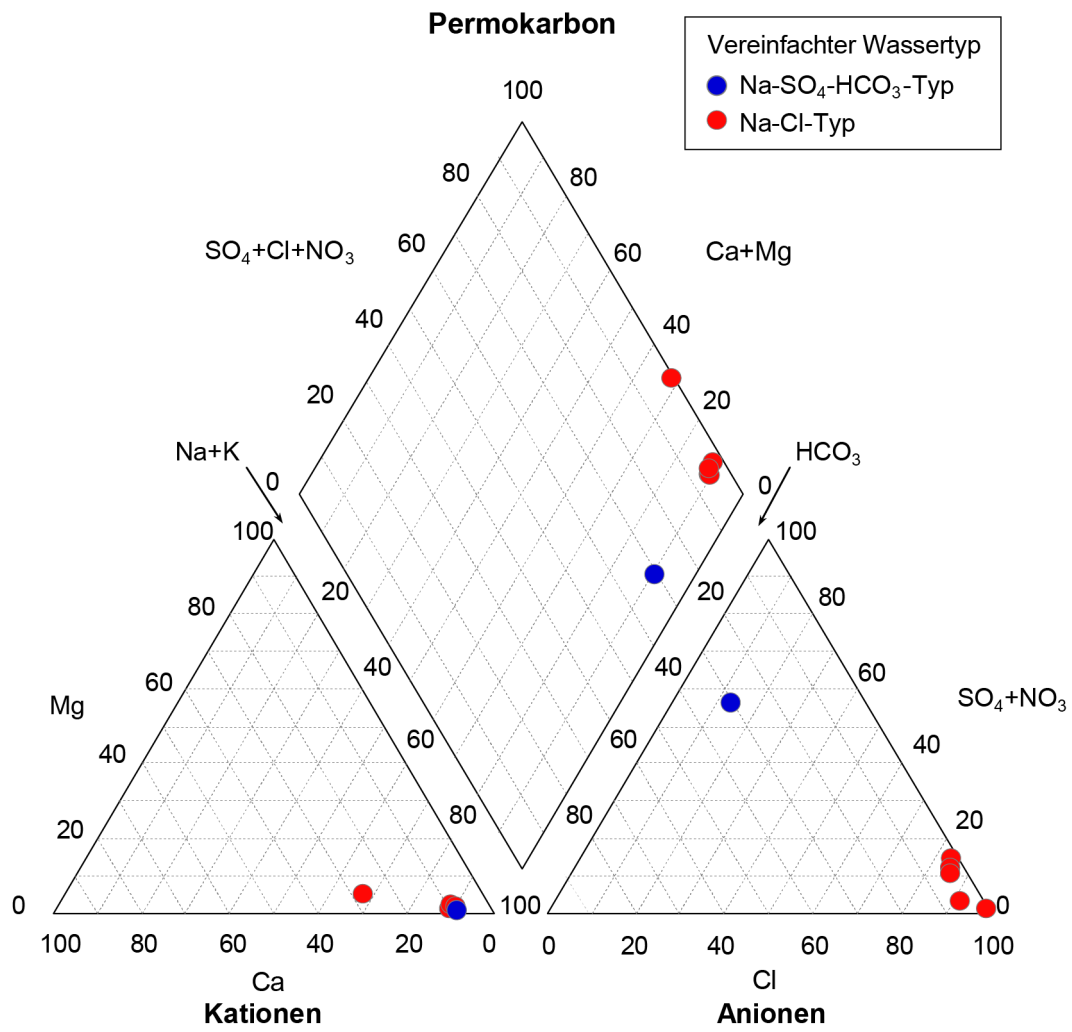 Permokarbon
Vereinfachter Wassertyp
Na-SO₄-HCO₃-Typ
Na-Cl-Typ
100
80 80
SO₄+Cl+NO₃ 60 60 Ca+Mg
40 40
20 20
Na+K HCO₃
0 0
100 100
80 20 20 80
60 40 40 60
Mg SO₄+NO₃
40 60 60 40
20 80 80 20
0 100 0
100 80 60 40 20 0 0 20 40 60 80 100
Ca Cl
Kationen Anionen